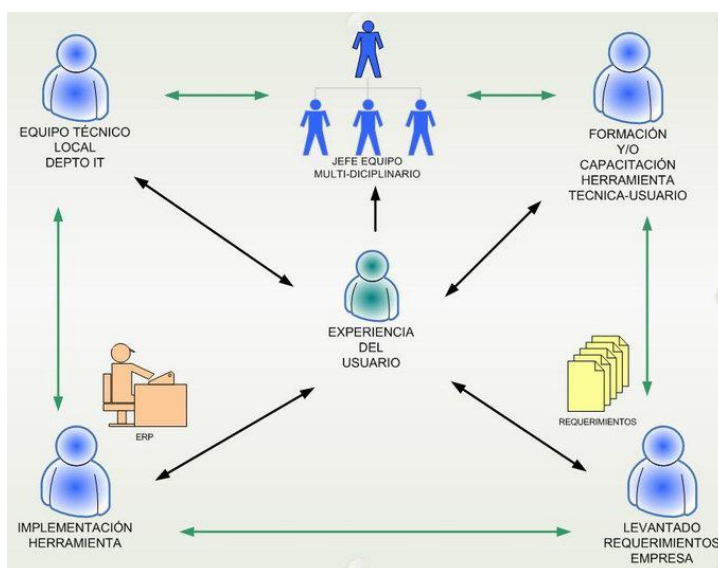 EQUIPO TÉCNICO
LOCAL
DEPTO IT
JEFE EQUIPO
MULTI-DICIPLINARIO
FORMACIÓN
Y/O
CAPACITACIÓN
HERRAMIENTA
TECNICA-USUARIO
EXPERIENCIA
DEL
USUARIO
ERP
REQUERIMIENTOS
IMPLEMENTACIÓN
HERRAMIENTA
LEVANTADO
REQUERIMIENTOS
EMPRESA